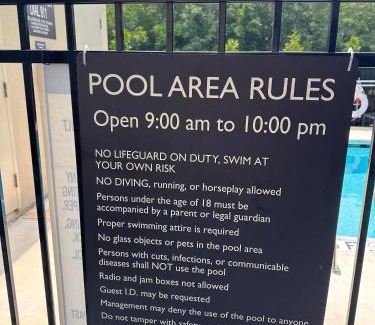 DIAL 911
POOL AREA RULES
Open 9:00 am to 10:00 pm
NO LIFEGUARD ON DUTY, SWIM AT
YOUR OWN RISK
NO DIVING, running, or horseplay allowed
Persons under the age of 18 must be
accompanied by a parent or legal guardian
Proper swimming attire is required
No glass objects or pets in the pool area
Persons with cuts, infections, or communicable
diseases shall NOT use the pool
Radio and jam boxes not allowed
Guest I.D. may be requested
Management may deny the use of the pool to anyone
Do not tamper with safety